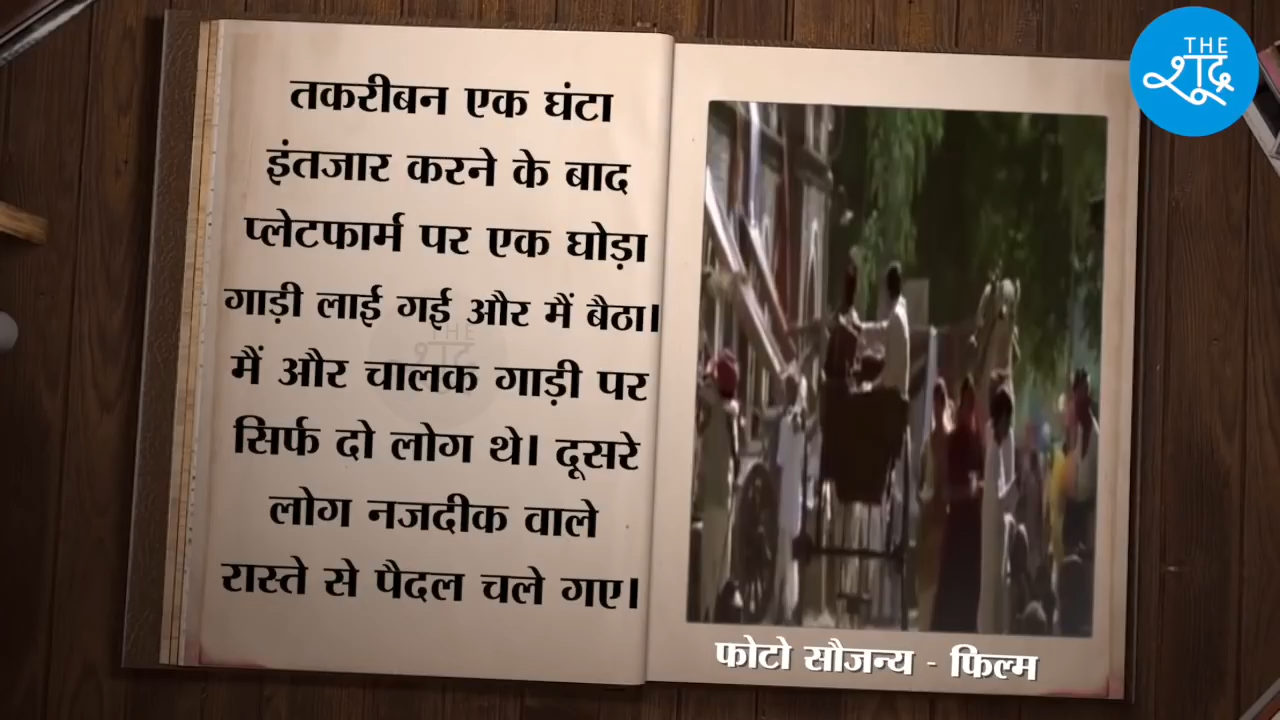 तकरीबन एक घंटा
इंतजार करने के बाद
प्लेटफार्म पर एक घोड़ा
गाड़ी लाई गई और मैं बैठा।
मैं और चालक गाड़ी पर
सिर्फ दो लोग थे। दूसरे
लोग नजदीक वाले
रास्ते से पैदल चले गए।
THE
शूद्र
THE
शूद्र
फोटो सौजन्य - फिल्म